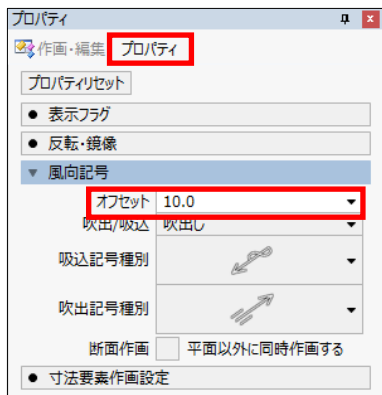 プロパティ
作画・編集 プロパティ
プロパティリセット
● 表示フラグ
● 反転・鏡像
▼ 風向記号
オフセット 10.0
吹出/吸込 吹出し
吸込記号種別
吹出記号種別
断面作画 平面以外に同時作画する
● 寸法要素作画設定